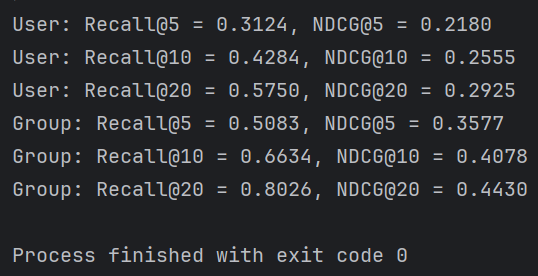 User: Recall@5 = 0.3124, NDCG@5 = 0.2180
User: Recall@10 = 0.4284, NDCG@10 = 0.2555
User: Recall@20 = 0.5750, NDCG@20 = 0.2925
Group: Recall@5 = 0.5083, NDCG@5 = 0.3577
Group: Recall@10 = 0.6634, NDCG@10 = 0.4078
Group: Recall@20 = 0.8026, NDCG@20 = 0.4430
Process finished with exit code 0